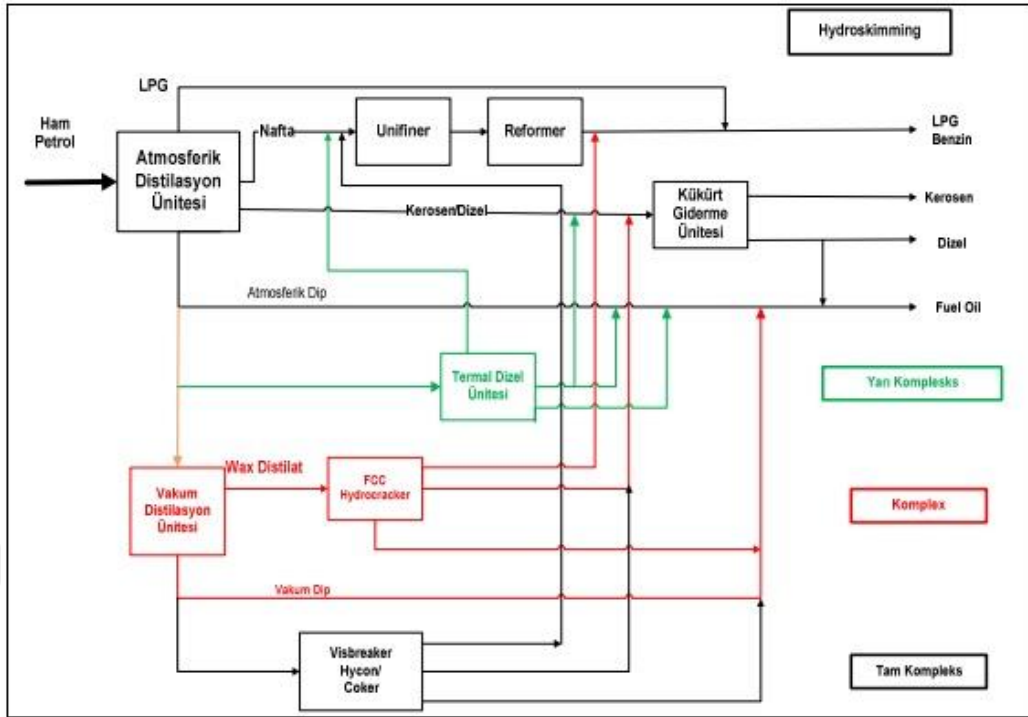 Hydroskimming
LPG
Ham
Petrol
Nafta
Unifiner
Reformer
LPG
Benzin
Atmosferik
Distilasyon
Ünitesi
Kerosen/Dizel
Kükürt
Giderme
Ünitesi
Kerosen
Dizel
Atmosferik Dip
Fuel Oil
Termal Dizel
Ünitesi
Yarı Komplesks
Wax Distilat
Vakum
Distilasyon
Ünitesi
FCC
Hydrocracker
Komplex
Vakum Dip
Visbreaker
Hycon/
Coker
Tam Kompleks